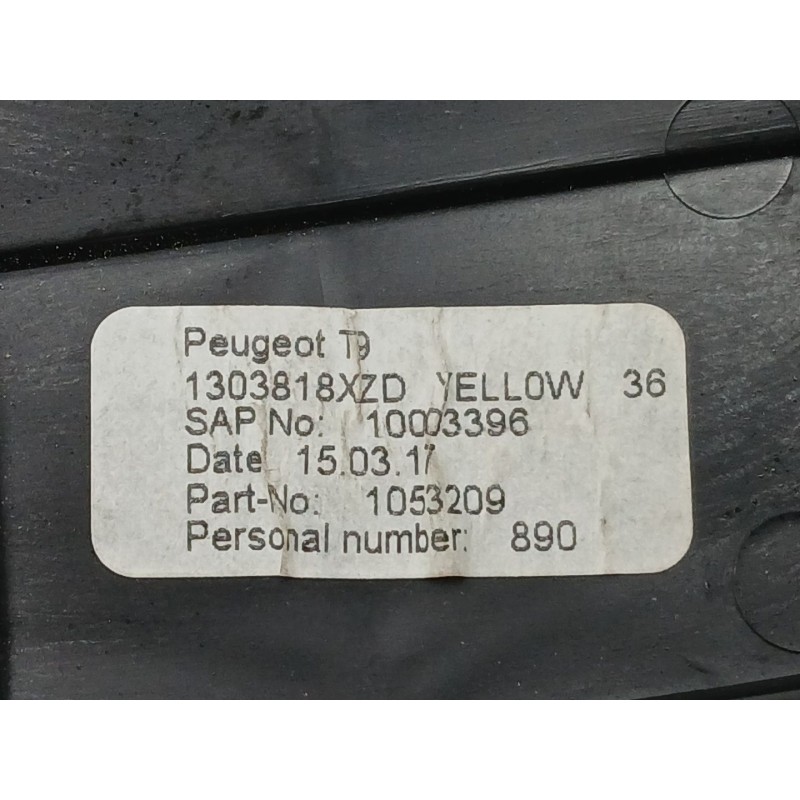 Peugeot T9
1303818XZD YELLOW 36
SAP No: 10003396
Date 15.03.17
Part-No: 1053209
Personal number: 890